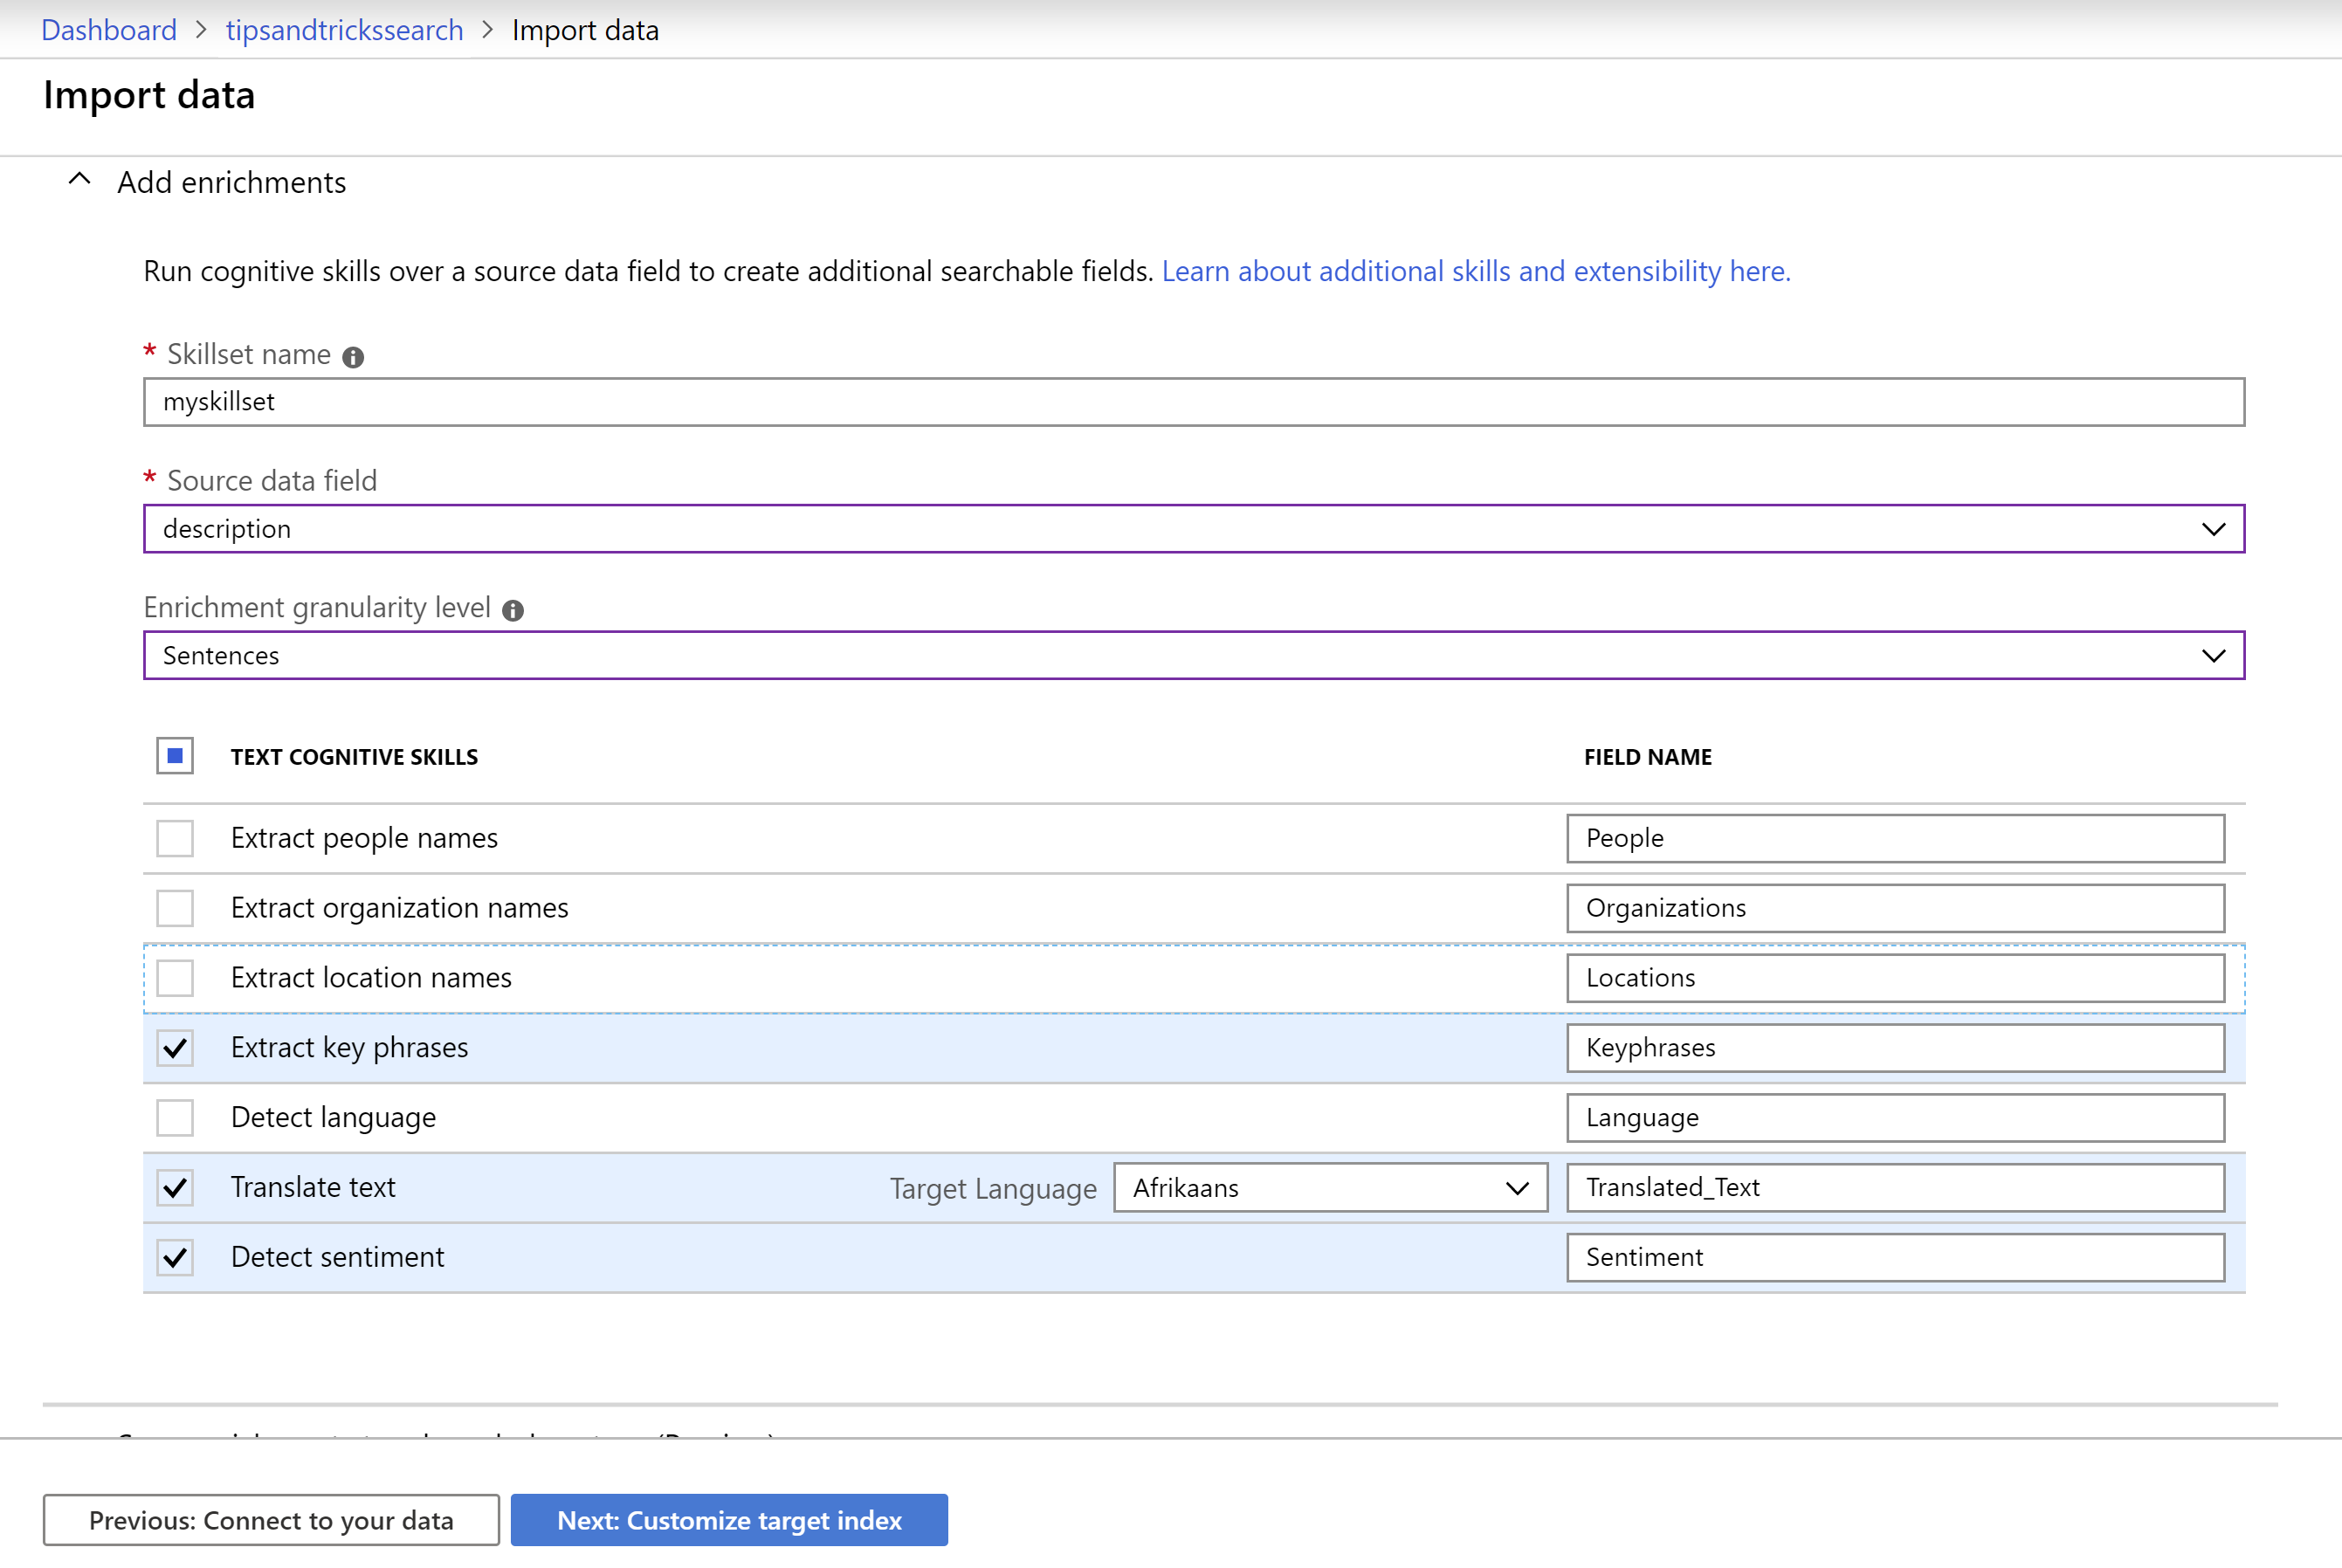 Dashboard > tipsandtrickssearch > Import data
Import data
Add enrichments
Run cognitive skills over a source data field to create additional searchable fields. Learn about additional skills and extensibility here.
* Skillset name
myskillset
* Source data field
description
Enrichment granularity level
Sentences
TEXT COGNITIVE SKILLS FIELD NAME
Extract people names People
Extract organization names Organizations
Extract location names Locations
Extract key phrases Keyphrases
Detect language Language
Translate text Target Language Afrikaans Translated_Text
Detect sentiment Sentiment
Previous: Connect to your data Next: Customize target index